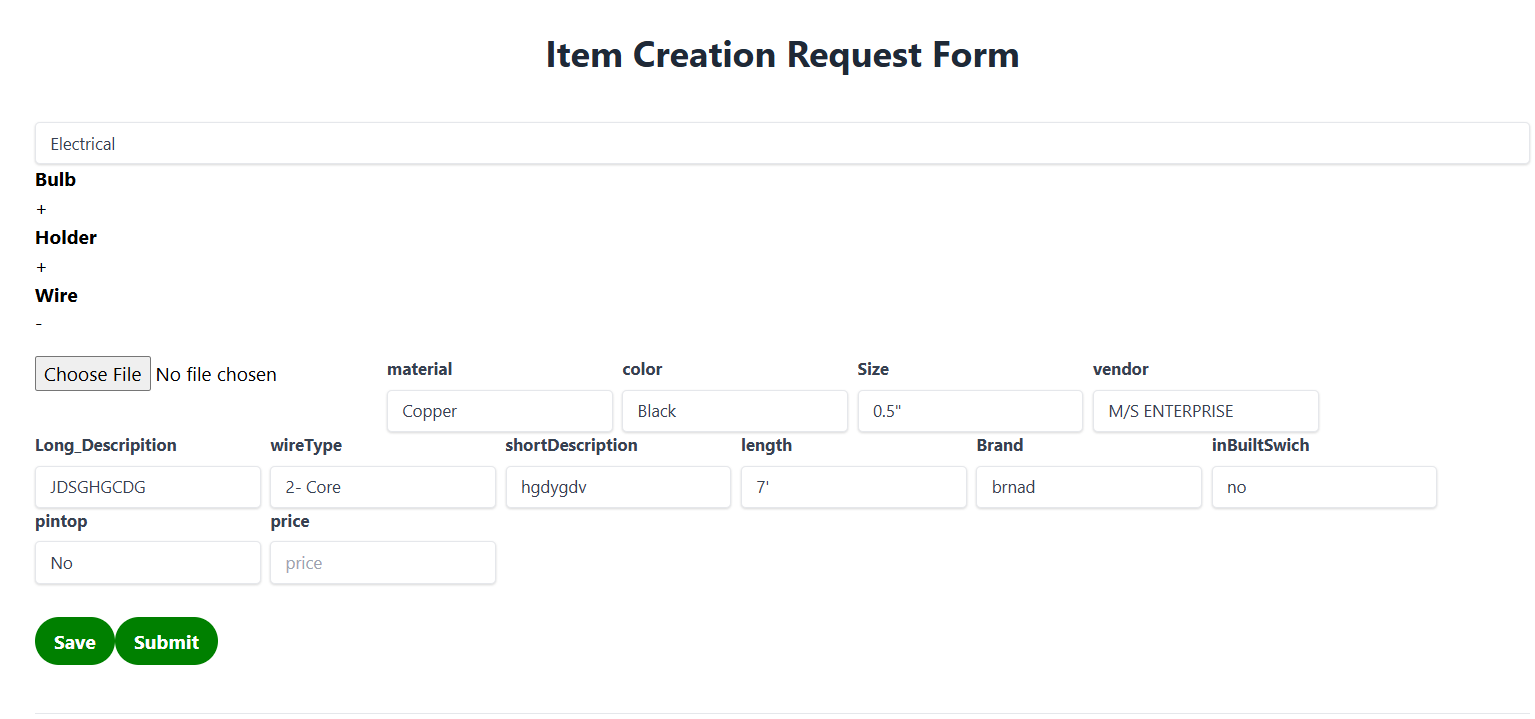 Item Creation Request Form
Electrical
Bulb
+
Holder
+
Wire
-
Choose File No file chosen
material color Size vendor
Copper Black 0.5" M/S ENTERPRISE
Long_Descripition wireType shortDescription length Brand inBuiltSwich
JDSGHGCDG 2- Core hgdygdv 7' brnad no
pintop price
No price
Save Submit